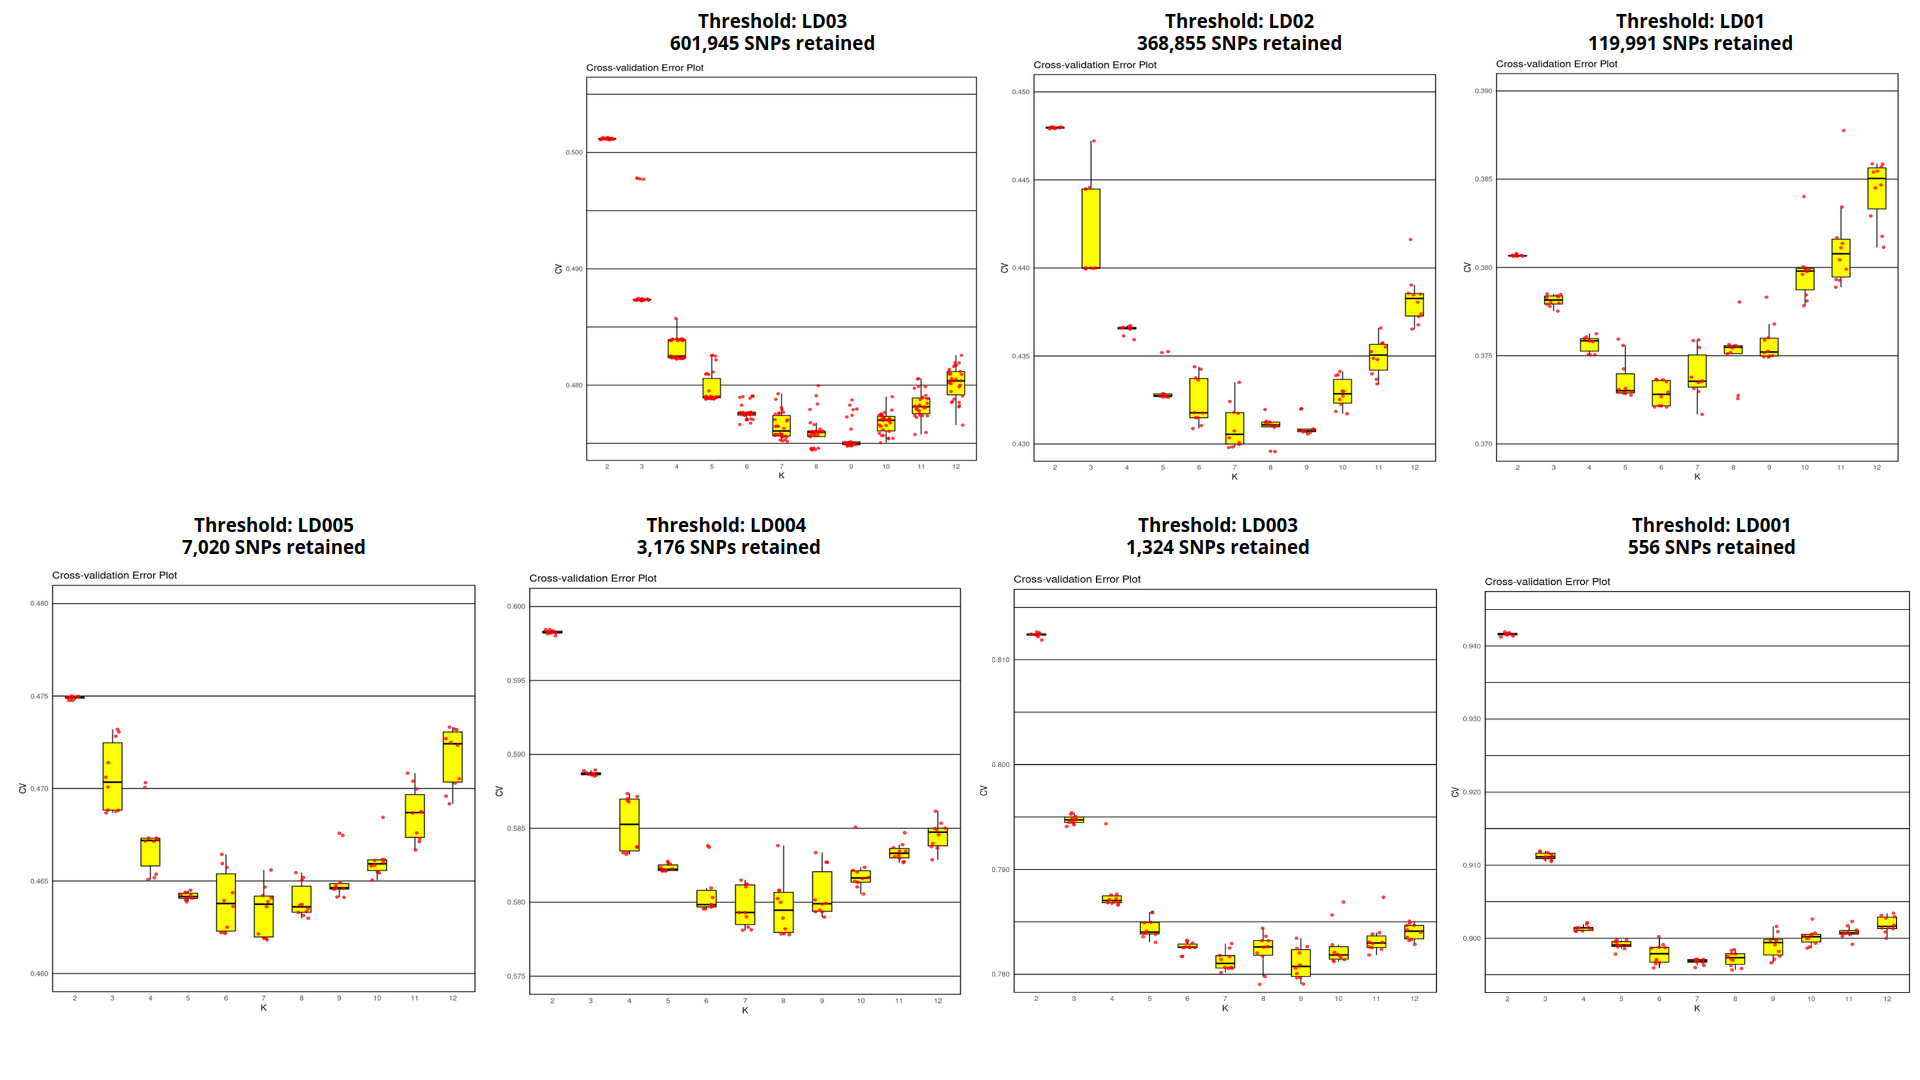 Threshold: LD03
601,945 SNPs retained
Cross-validation Error Plot
0.500
0.490
0.480
CV
2 3 4 5 6 7 8 9 10 11 12
K
Threshold: LD02
368,855 SNPs retained
Cross-validation Error Plot
0.450
0.445
0.440
0.435
0.430
CV
2 3 4 5 6 7 8 9 10 11 12
K
Threshold: LD01
119,991 SNPs retained
Cross-validation Error Plot
0.390
0.385
0.380
0.375
0.370
CV
2 3 4 5 6 7 8 9 10 11 12
K
Threshold: LD005
7,020 SNPs retained
Cross-validation Error Plot
0.480
0.475
0.470
0.465
0.460
CV
2 3 4 5 6 7 8 9 10 11 12
K
Threshold: LD004
3,176 SNPs retained
Cross-validation Error Plot
0.600
0.595
0.590
0.585
0.580
0.575
CV
2 3 4 5 6 7 8 9 10 11 12
K
Threshold: LD003
1,324 SNPs retained
Cross-validation Error Plot
0.810
0.800
0.790
0.780
CV
2 3 4 5 6 7 8 9 10 11 12
K
Threshold: LD001
556 SNPs retained
Cross-validation Error Plot
0.940
0.930
0.920
0.910
0.900
CV
2 3 4 5 6 7 8 9 10 11 12
K